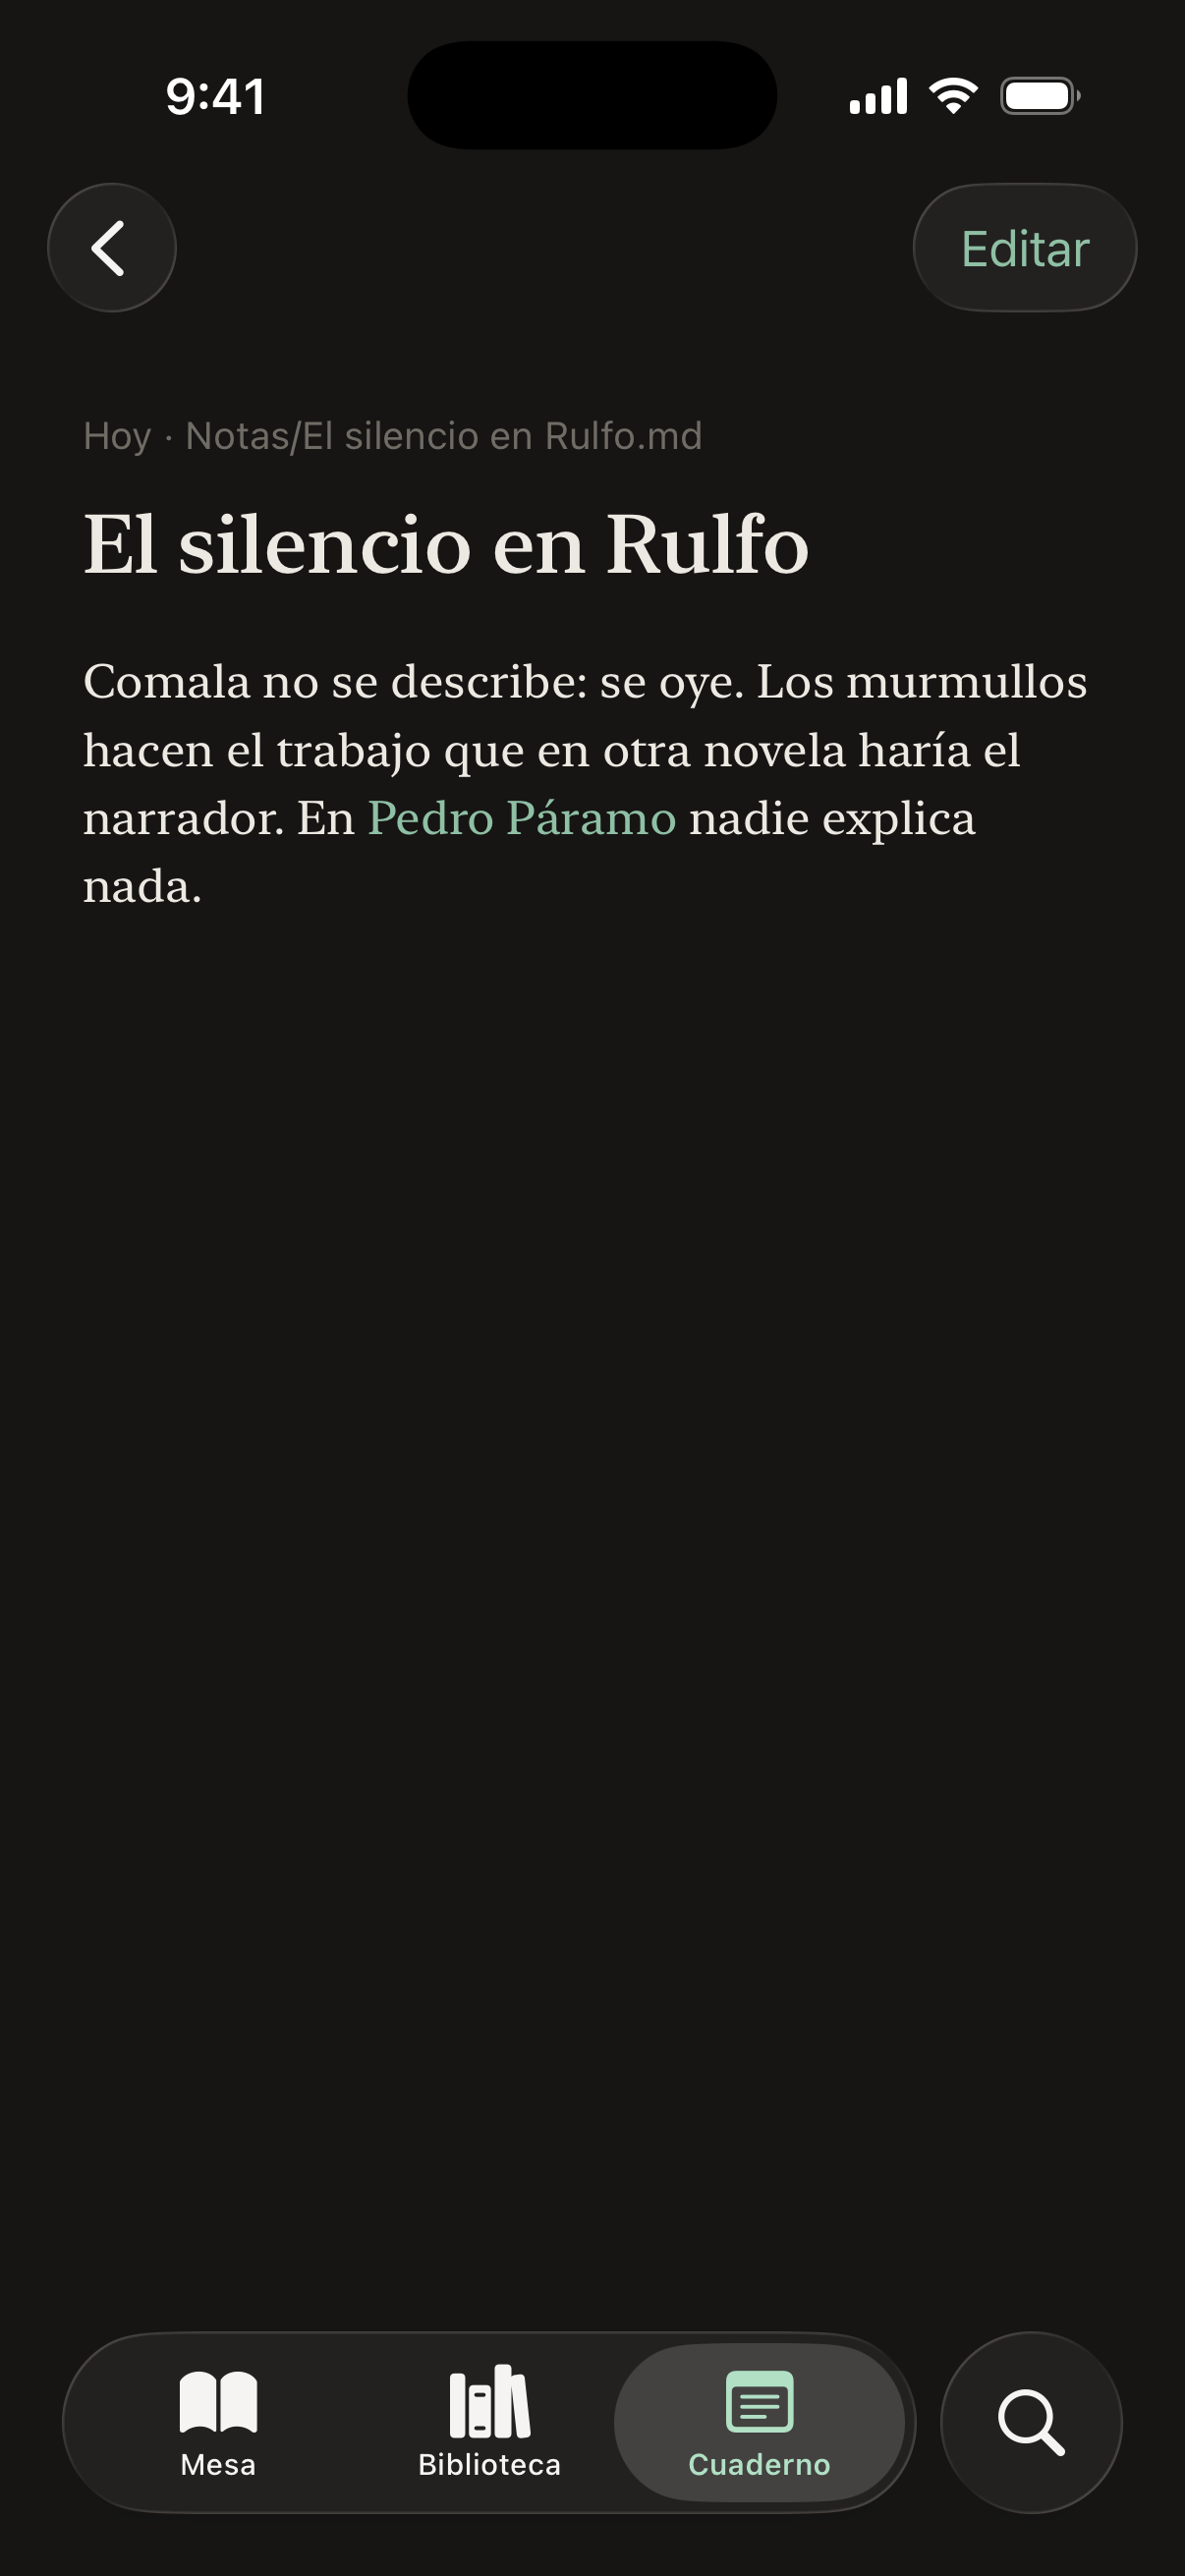 9:41
Editar
Hoy · Notas/El silencio en Rulfo.md
El silencio en Rulfo
Comala no se describe: se oye. Los murmullos
hacen el trabajo que en otra novela haría el
narrador. En Pedro Páramo nadie explica
nada.
Mesa
Biblioteca
Cuaderno